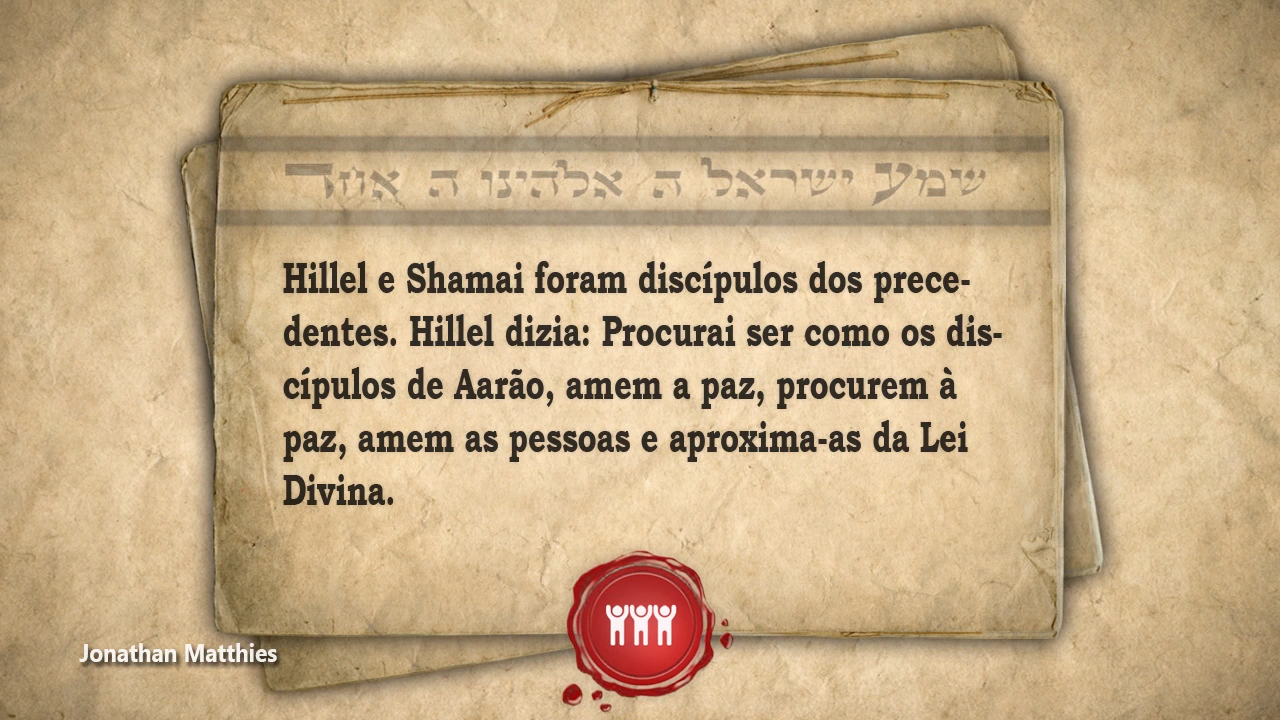 שמע ישראל ה אלהינו ה אחד
Hillel e Shamai foram discípulos dos prece-
dentes. Hillel dizia: Procurai ser como os dis-
cípulos de Aarão, amem a paz, procurem à
paz, amem as pessoas e aproxima-as da Lei
Divina.
Jonathan Matthies